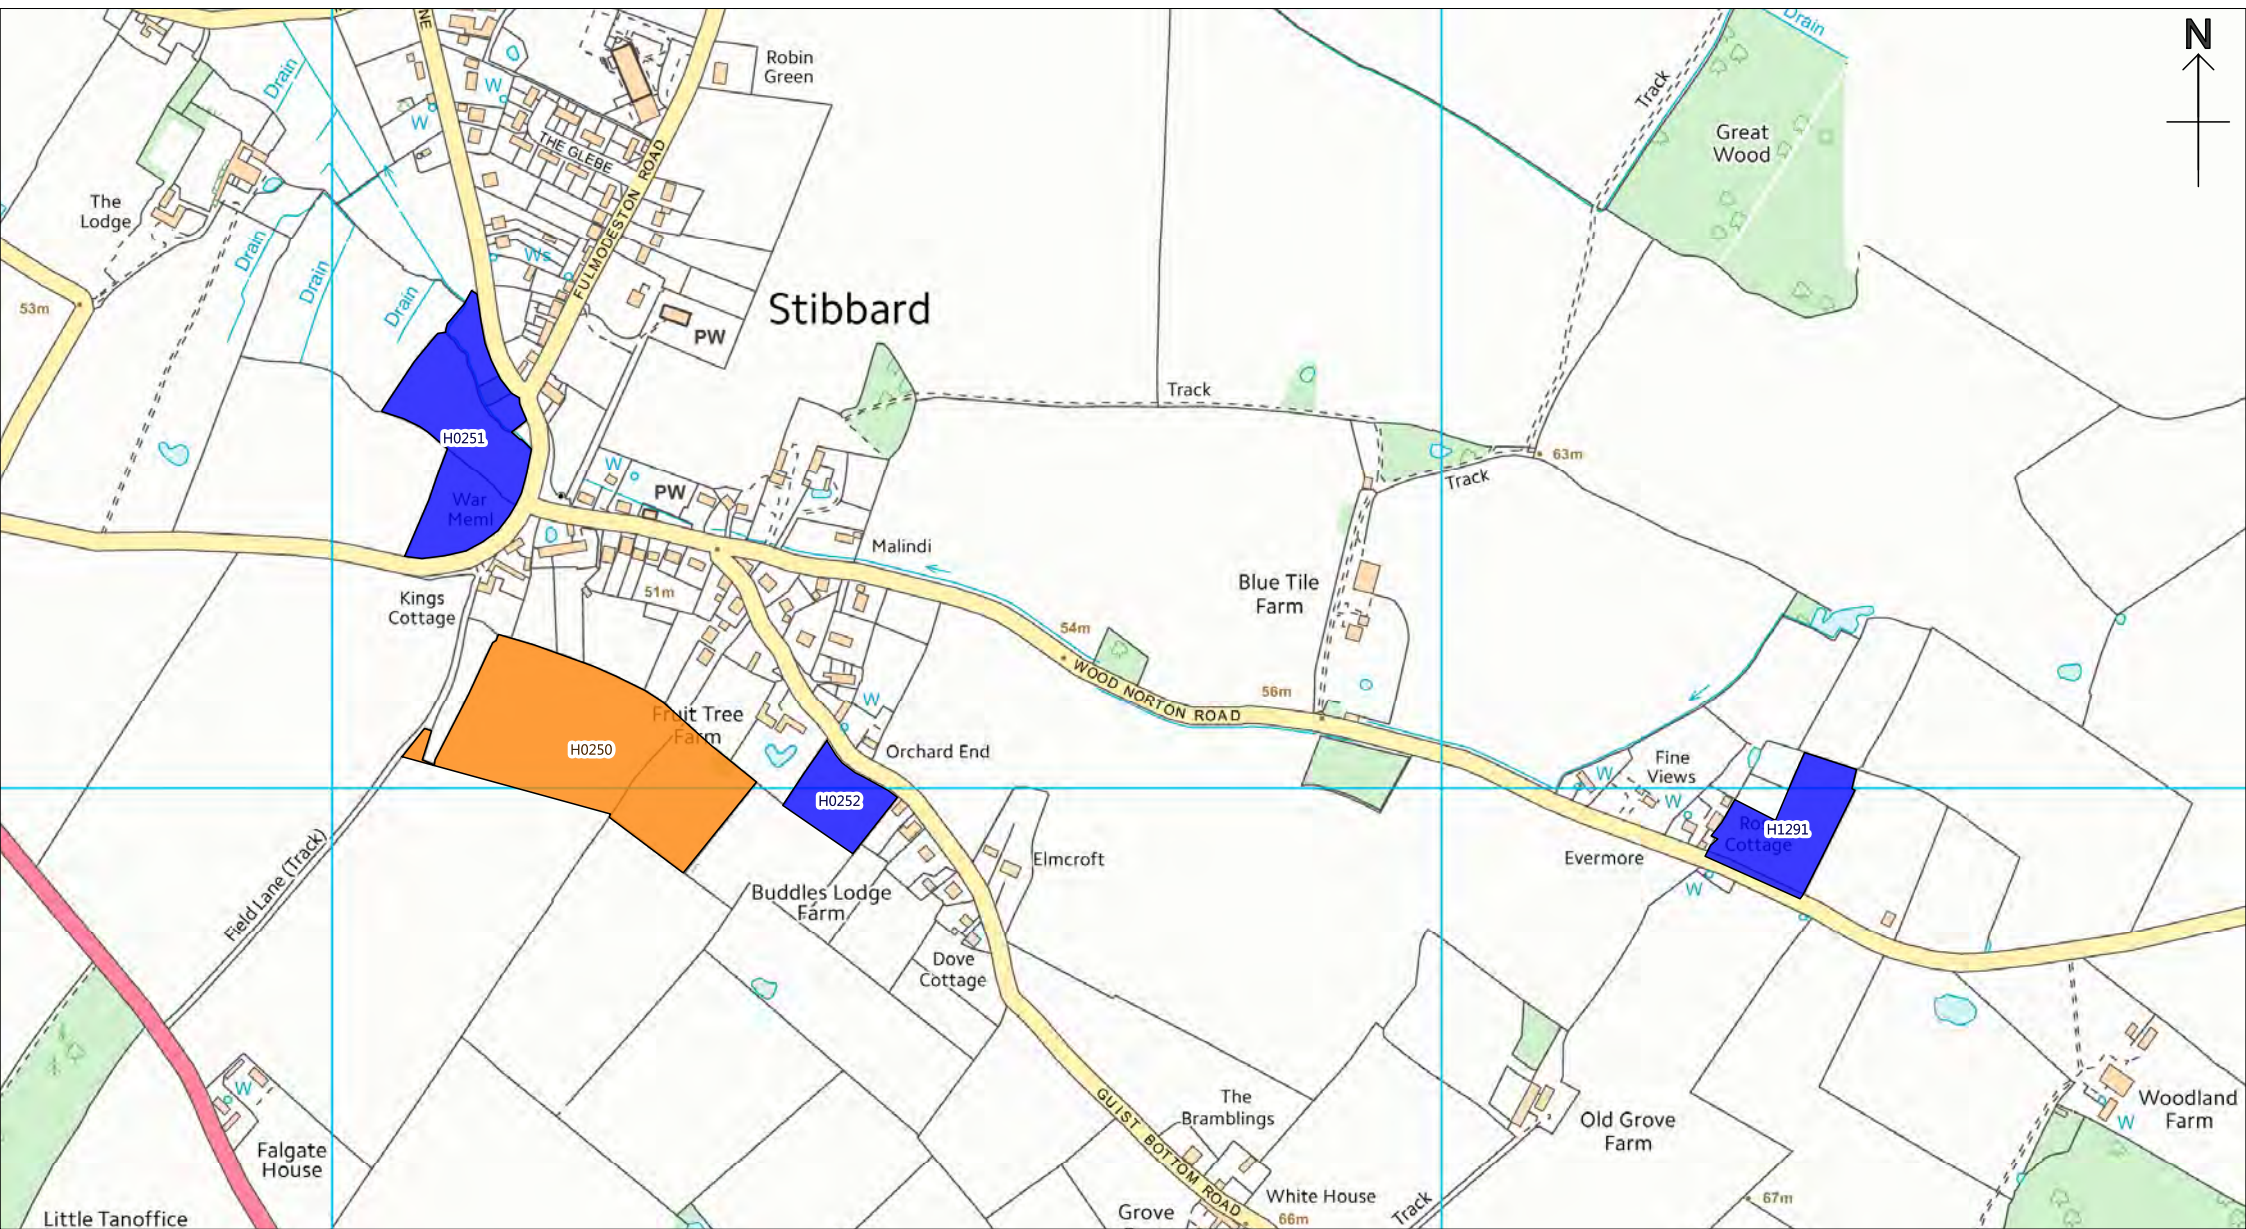 NE
Drain
N
Robin
Green
Track
Drain
W
W
THE GLEBE
Great
Wood
FULMODESTON ROAD
The
Lodge
Drain
Ws
Drain
Drain
53m
Stibbard
PW
Track
H0251
W
63m
Track
PW
War
Meml
Malindi
Blue Tile
Farm
51m
Kings
Cottage
54m
WOOD NORTON ROAD
56m
W
Fruit Tree
Farm
H0250
Orchard End
Fine
Views
W
W
H0252
H1291
Cottage
Evermore
Elmcroft
W
Field Lane (Track)
Buddles Lodge
Farm
Dove
Cottage
W
The
Bramblings
GUIST BOTTOM ROAD
Old Grove
Farm
Woodland
Farm
W
Falgate
House
White House
Track
67m
Little Tanoffice
Grove
66m